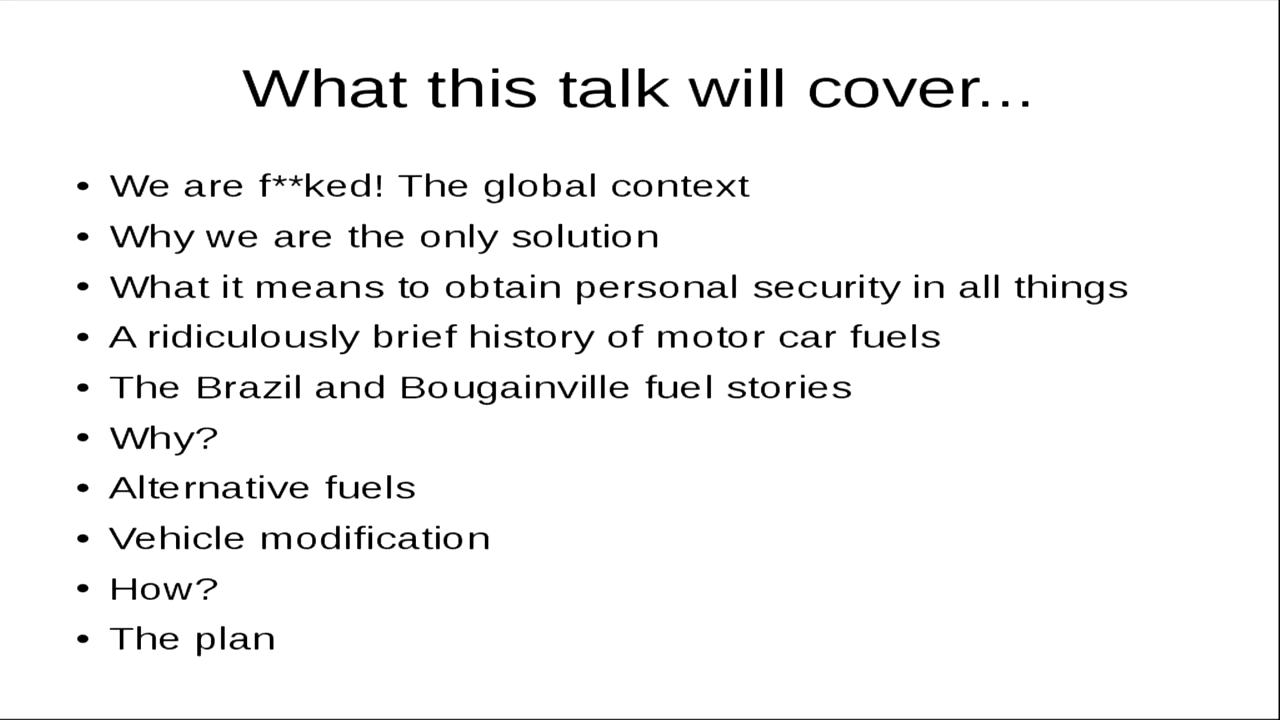 What this talk will cover...
• We are f**ked! The global context
• Why we are the only solution
• What it means to obtain personal security in all things
• A ridiculously brief history of motor car fuels
• The Brazil and Bougainville fuel stories
• Why?
• Alternative fuels
• Vehicle modification
• How?
• The plan